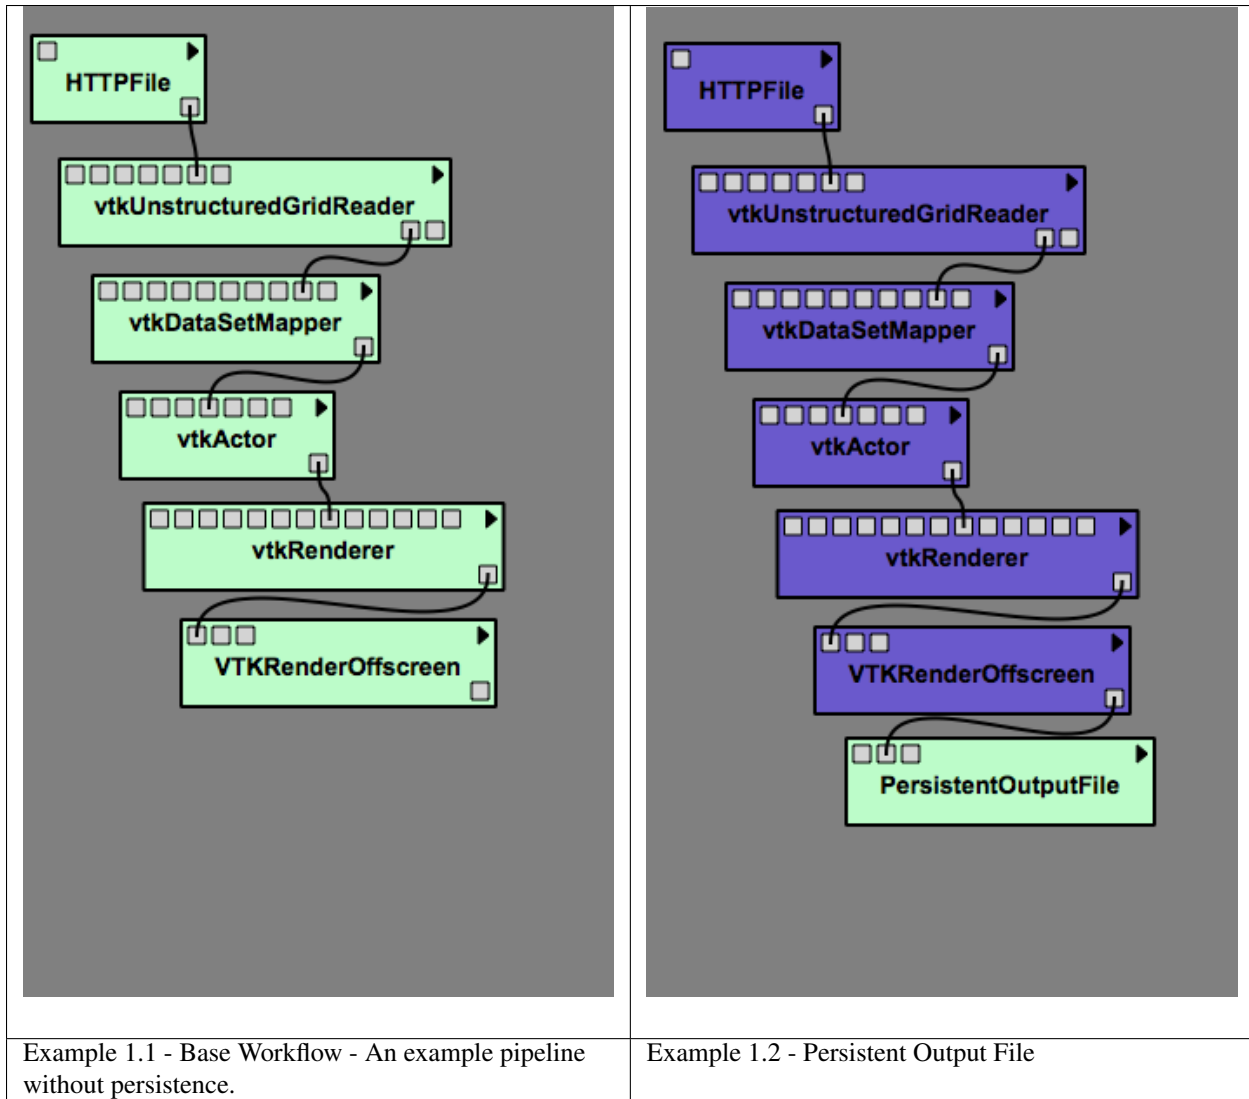 HTTPFile
vtkUnstructuredGridReader
vtkDataSetMapper
vtkActor
vtkRenderer
VTKRenderOffscreen
HTTPFile
vtkUnstructuredGridReader
vtkDataSetMapper
vtkActor
vtkRenderer
VTKRenderOffscreen
PersistentOutputFile
Example 1.1 - Base Workflow - An example pipeline
without persistence.
Example 1.2 - Persistent Output File